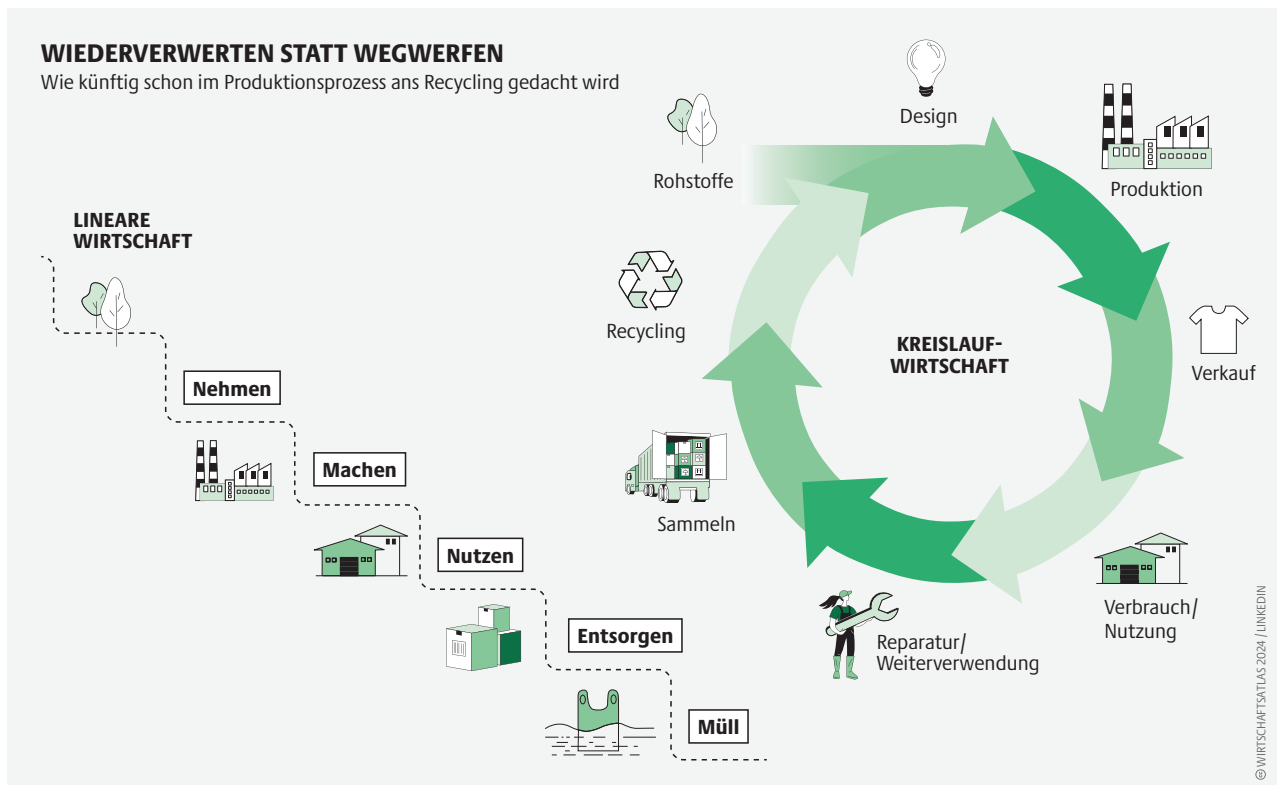 WIEDERVERWERTEN STATT WEGWERFEN
Wie künftig schon im Produktionsprozess ans Recycling gedacht wird
LINEARE
WIRTSCHAFT
Nehmen
Machen
Nutzen
Entsorgen
Müll
Rohstoffe
Design
Produktion
Verkauf
Verbrauch/
Nutzung
Reparatur/
Weiterverwendung
Sammeln
Recycling
KREISLAUF-
WIRTSCHAFT
🅭 WIRTSCHAFTSATLAS 2024 / LINKEDIN